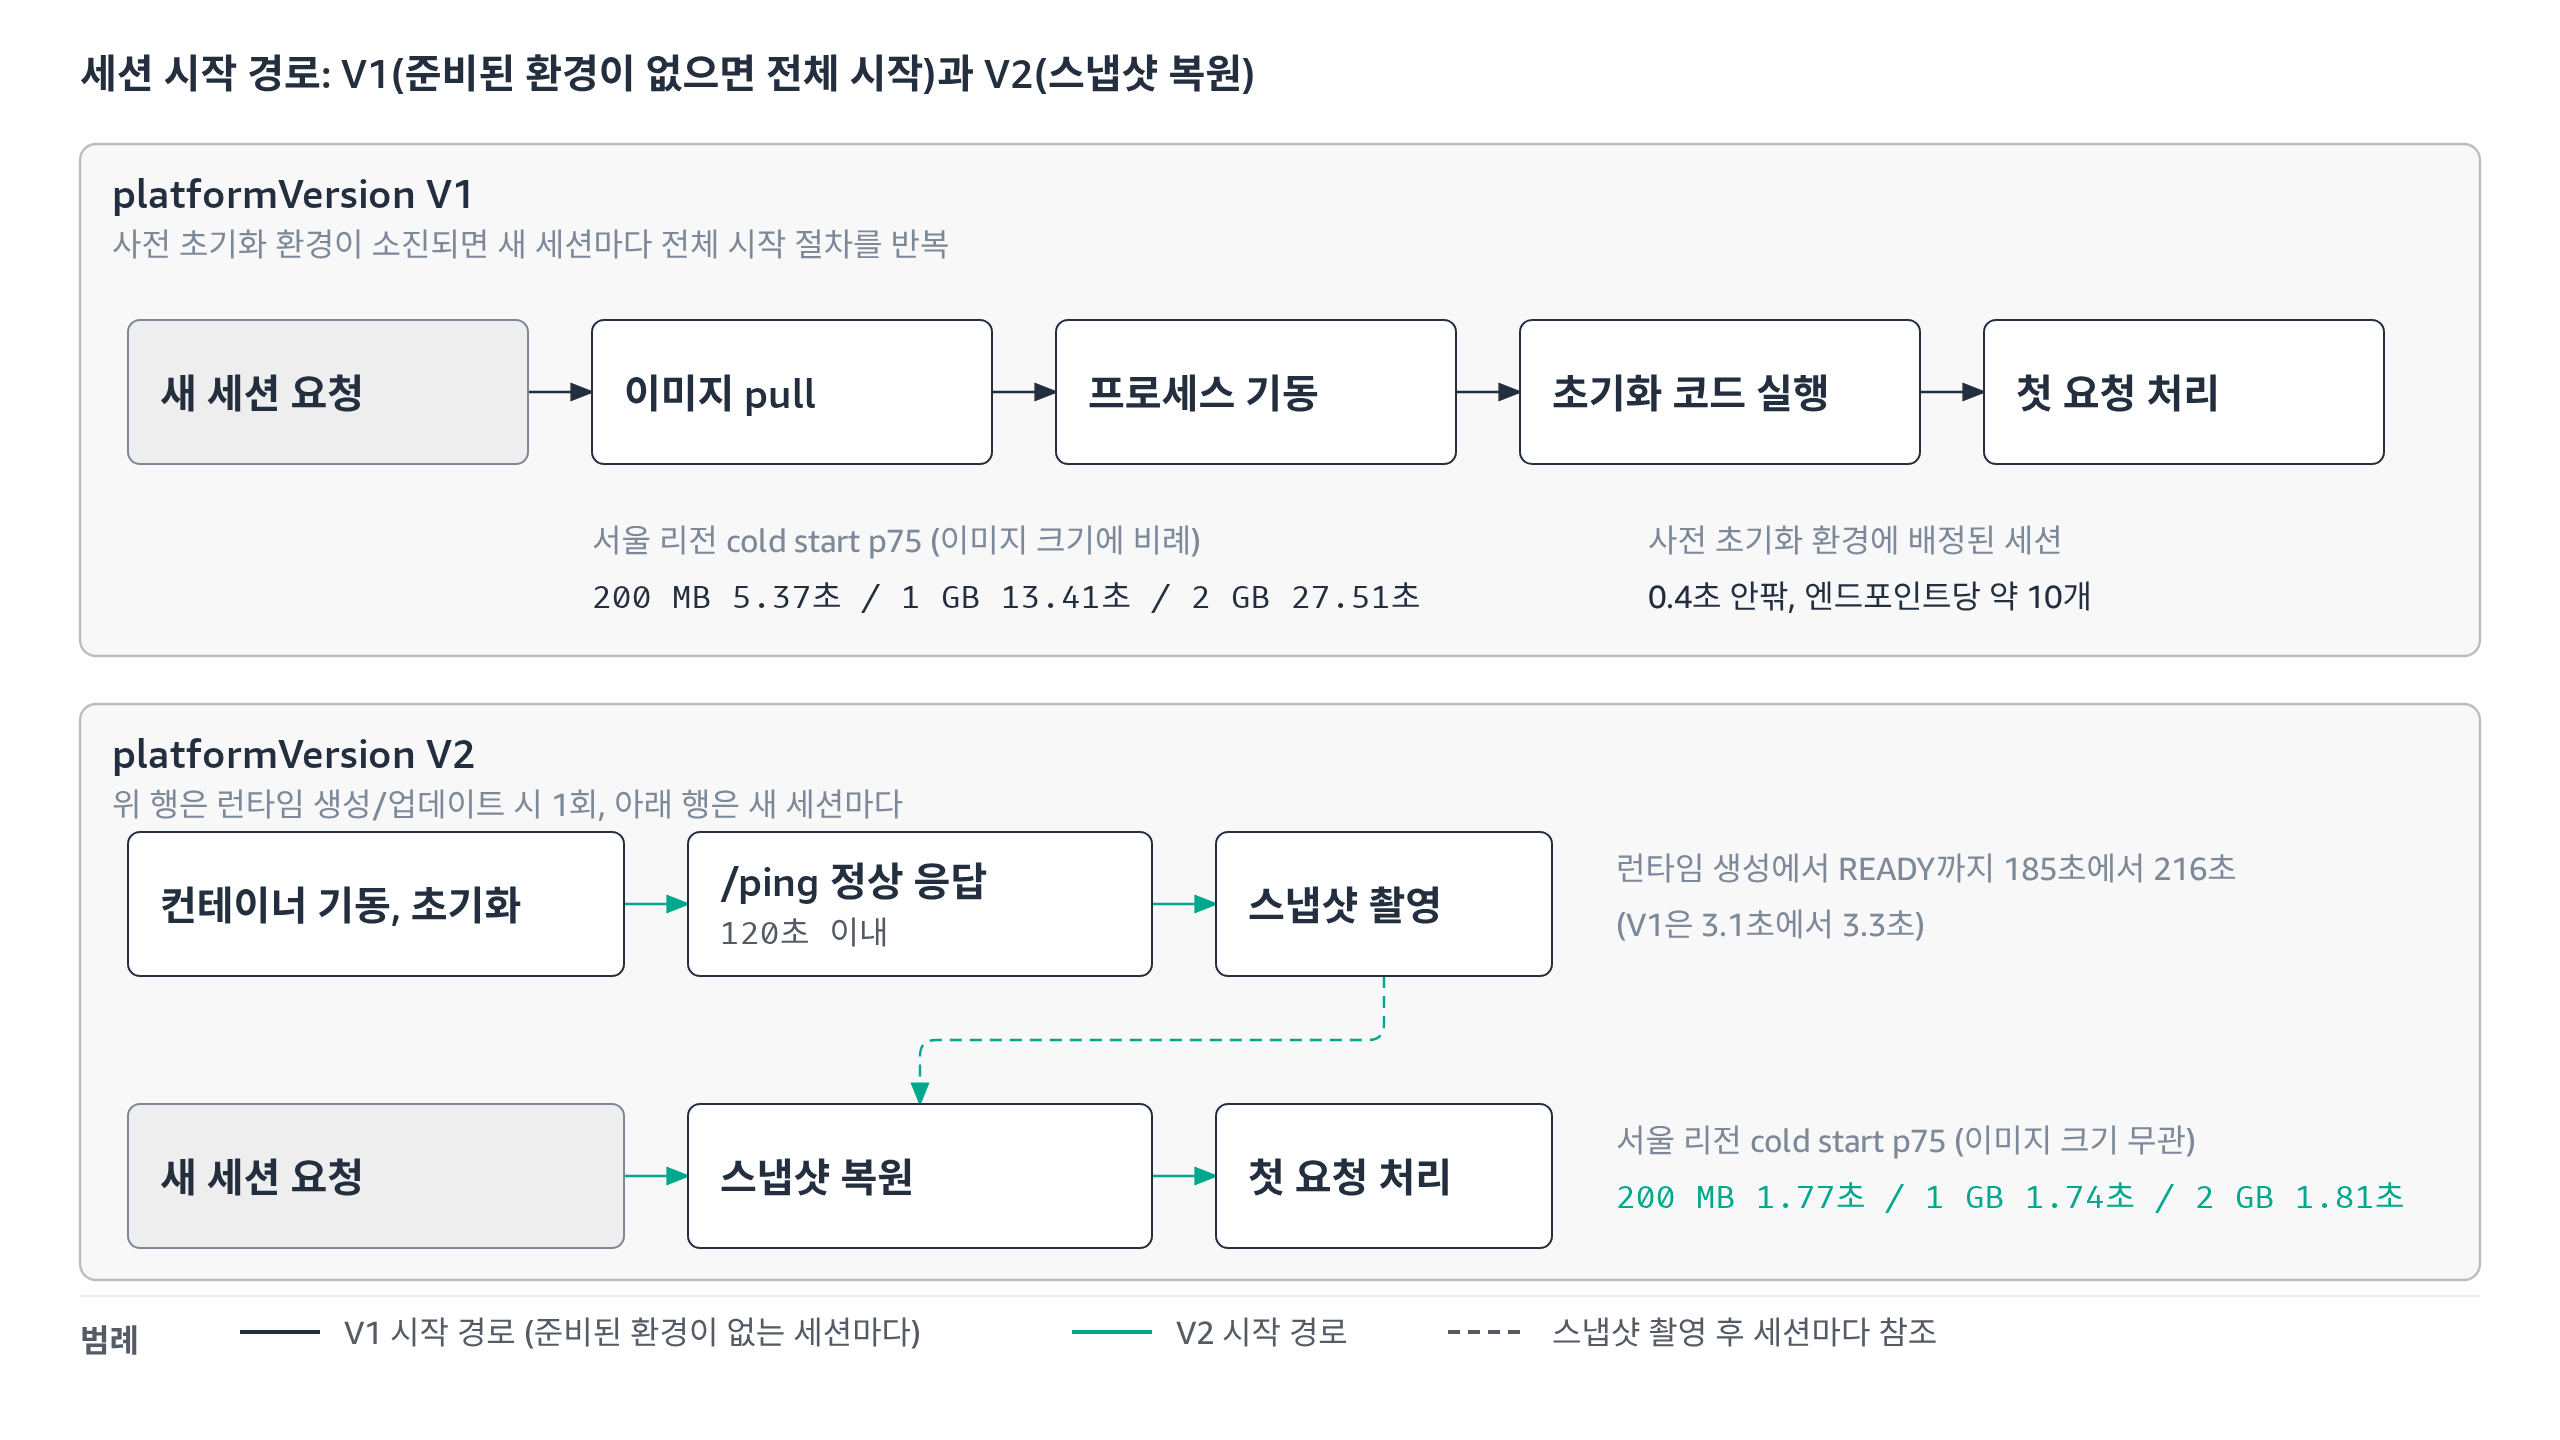 세션 시작 경로: V1(준비된 환경이 없으면 전체 시작)과 V2(스냅샷 복원)
platformVersion V1
사전 초기화 환경이 소진되면 새 세션마다 전체 시작 절차를 반복
새 세션 요청
이미지 pull
프로세스 기동
초기화 코드 실행
첫 요청 처리
서울 리전 cold start p75 (이미지 크기에 비례)
200 MB 5.37초 / 1 GB 13.41초 / 2 GB 27.51초
사전 초기화 환경에 배정된 세션
0.4초 안팎, 엔드포인트당 약 10개
platformVersion V2
위 행은 런타임 생성/업데이트 시 1회, 아래 행은 새 세션마다
컨테이너 기동, 초기화
/ping 정상 응답
120초 이내
스냅샷 촬영
런타임 생성에서 READY까지 185초에서 216초
(V1은 3.1초에서 3.3초)
새 세션 요청
스냅샷 복원
첫 요청 처리
서울 리전 cold start p75 (이미지 크기 무관)
200 MB 1.77초 / 1 GB 1.74초 / 2 GB 1.81초
범례
V1 시작 경로 (준비된 환경이 없는 세션마다)
V2 시작 경로
스냅샷 촬영 후 세션마다 참조